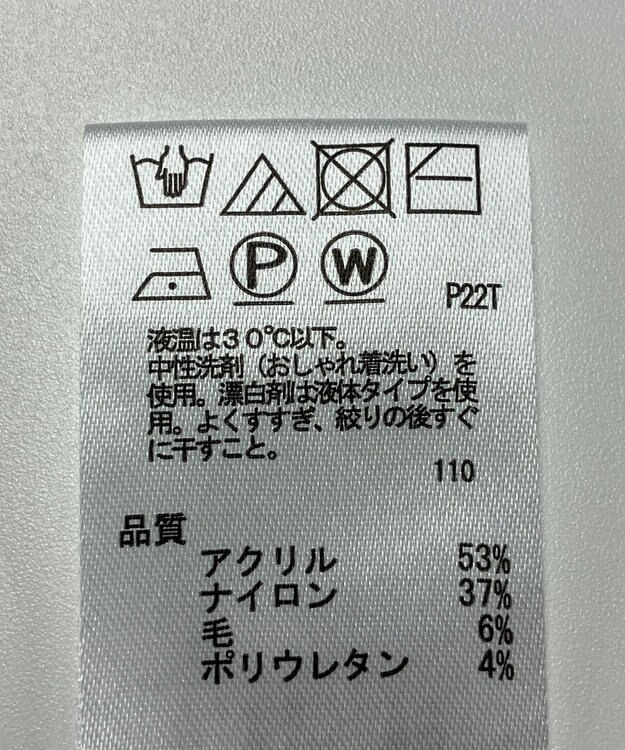 P
W
P22T
液温は30℃以下。
中性洗剤（おしゃれ着洗い）を
使用。漂白剤は液体タイプを使
用。よくすすぎ、絞りの後すぐ
に干すこと。
110
品質
アクリル 53%
ナイロン 37%
毛 6%
ポリウレタン 4%